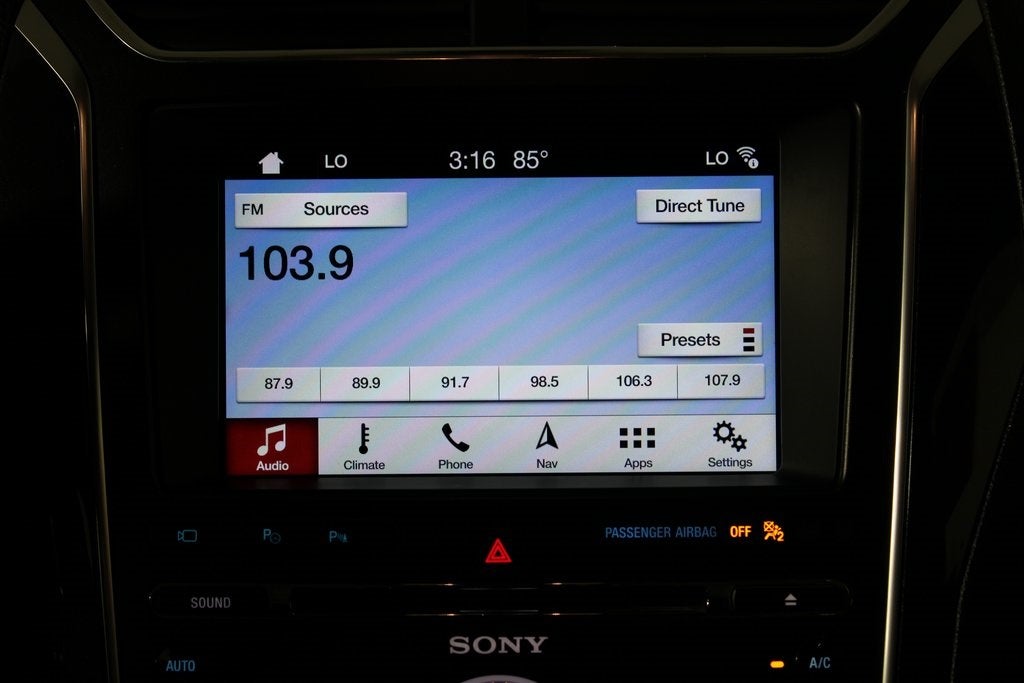 LO 3:16 85° LO
FM Sources Direct Tune
103.9
Presets
87.9 89.9 91.7 98.5 106.3 107.9
Audio Climate Phone Nav Apps Settings
P P PASSENGER AIRBAG OFF 2
SOUND
SONY
AUTO A/C